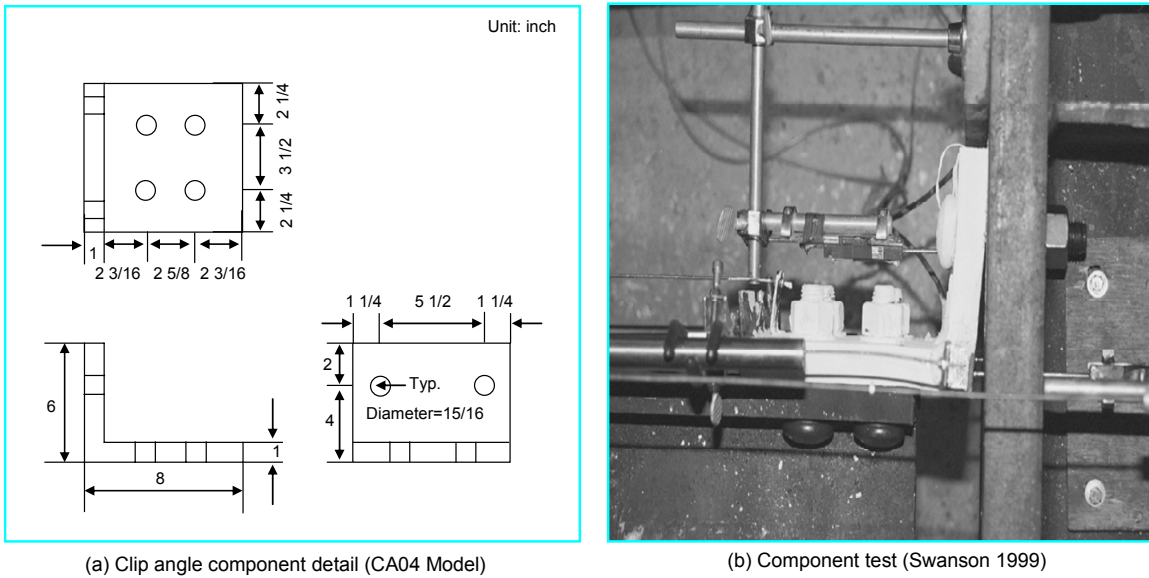 Unit: inch
2 1/4
3 1/2
2 1/4
1
2 3/16 2 5/8 2 3/16
1 1/4 5 1/2 1 1/4
6
1
8
2
4
Typ.
Diameter=15/16
(a) Clip angle component detail (CA04 Model)
(b) Component test (Swanson 1999)